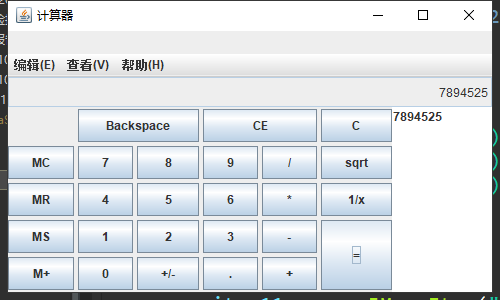 计算器
编辑(E) 查看(V) 帮助(H)
7894525
Backspace CE C 7894525
MC 7 8 9 / sqrt
MR 4 5 6 * 1/x
MS 1 2 3 - =
M+ 0 +/- . +